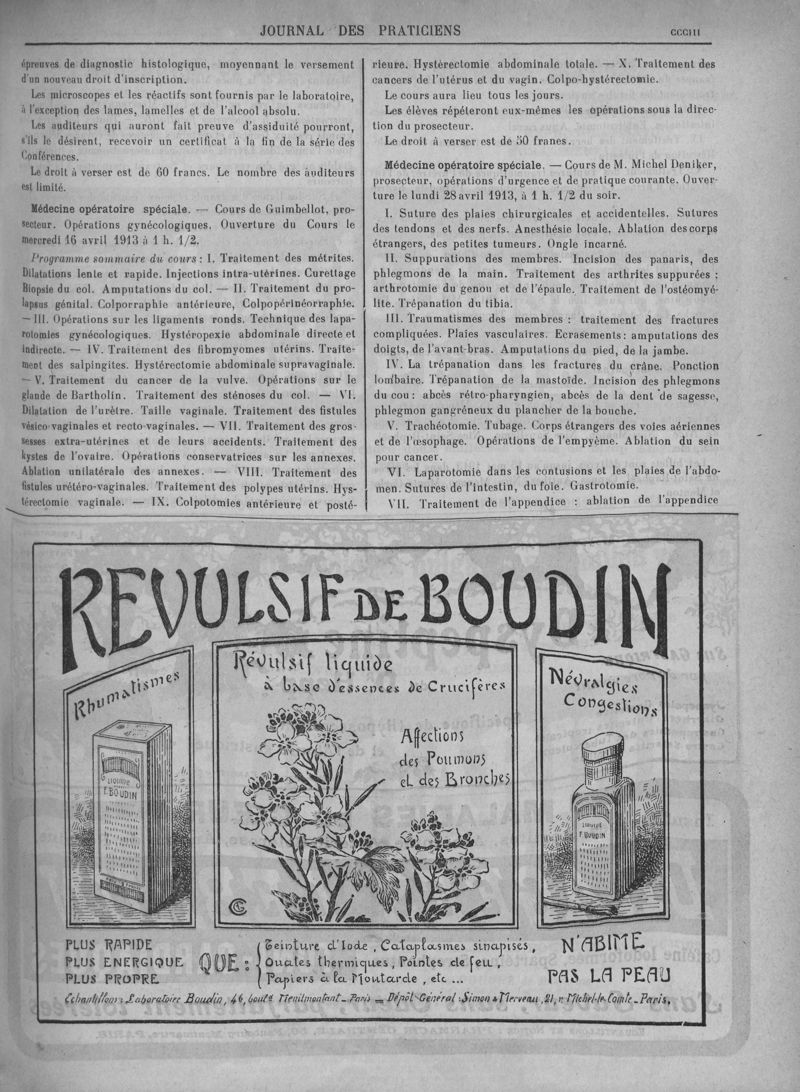 JOURNAL DES PRATICIENS
CCCIII
épreuves de diagnostic histologique, moyennant le versement
d'un nouveau droit d'inscription.
Les microscopes et les réactifs sont fournis par le laboratoire,
à l'exception des lames, lamelles et de l'alcool absolu.
Les auditeurs qui auront fait preuve d'assiduité pourront,
s'ils le désirent, recevoir un certificat à la fin de la série des
Conférences.
Le droit à verser est de 60 francs. Le nombre des auditeurs
est limité.
Médecine opératoire spéciale. — Cours de Guimbellot, pro-
secteur. Opérations gynécologiques. Ouverture du Cours le
mercredi 16 avril 1913 à 1 h. 1/2.
Programme sommaire du cours : I. Traitement des métrites.
Dilatations lente et rapide. Injections intra-utérines. Curettage
Biopsie du col. Amputations du col. — II. Traitement du pro-
lapsus génital. Colporraphie antérieure, Colpopérinéorraphie.
— III. Opérations sur les ligaments ronds. Technique des lapa-
rotomies gynécologiques. Hystéropexie abdominale directe et
indirecte. — IV. Traitement des fibromyomes utérins. Traite-
ment des salpingites. Hystérectomie abdominale supravaginale.
— V. Traitement du cancer de la vulve. Opérations sur le
glande de Bartholin. Traitement des sténoses du col. — VI.
Dilatation de l'urètre. Taille vaginale. Traitement des fistules
vésico-vaginales et recto-vaginales. — VII. Traitement des gros-
sesses extra-utérines et de leurs accidents. Traitement des
kystes de l'ovaire. Opérations conservatrices sur les annexes.
Ablation unilatérale des annexes. — VIII. Traitement des
fistules urétéro-vaginales. Traitement des polypes utérins. Hys-
térectomie vaginale. — IX. Colpotomies antérieure et posté-
rieure. Hystérectomie abdominale totale. — X. Traitement des
cancers de l'utérus et du vagin. Colpo-hystérectomie.
Le cours aura lieu tous les jours.
Les élèves répéteront eux-mêmes les opérations sous la direc-
tion du prosecteur.
Le droit à verser est de 50 francs.
Médecine opératoire spéciale. — Cours de M. Michel Deniker,
prosecteur, opérations d'urgence et de pratique courante. Ouver-
ture le lundi 28 avril 1913, à 1 h. 1/2 du soir.
I. Suture des plaies chirurgicales et accidentelles. Sutures
des tendons et des nerfs. Anesthésie locale. Ablation des corps
étrangers, des petites tumeurs. Ongle incarné.
II. Suppurations des membres. Incision des panaris, des
phlegmons de la main. Traitement des arthrites suppurées :
arthrotomie du genou et de l'épaule. Traitement de l'ostéomyé-
lite. Trépanation du tibia.
III. Traumatismes des membres : traitement des fractures
compliquées. Plaies vasculaires. Ecrasements : amputations des
doigts, de l'avant-bras. Amputations du pied, de la jambe.
IV. La trépanation dans les fractures du crâne. Ponction
lombaire. Trépanation de la mastoïde. Incision des phlegmons
du cou : abcès rétro-pharyngien, abcès de la dent de sagesse,
phlegmon gangréneux du plancher de la bouche.
V. Trachéotomie. Tubage. Corps étrangers des voies aériennes
et de l'œsophage. Opérations de l'empyème. Ablation du sein
pour cancer.
VI. Laparotomie dans les contusions et les plaies de l'abdo-
men. Sutures de l'intestin, du foie. Gastrotomie.
VII. Traitement de l'appendice : ablation de l'appendice
REVULSIF DE BOUDIN
Rhumatismes
LIQUIDE
F. BOUDIN
Révulsif liquide
à base d'essences de Crucifères
Affections
des Poumons
et des Bronches
Névralgies
Congestions
LIQUIDE
F. BOUDIN
PLUS RAPIDE
PLUS ENERGIQUE
PLUS PROPRE
QUE :
Teinture d'Iode, Cataplasmes sinapisés,
Ouates thermiques, Pointes de feu,
Papiers à la Moutarde, etc...
N'ABIME
PAS LA PEAU
Echantillons : Laboratoire Boudin, 46, boulᵈ Ménilmontant - Paris — Dépôt Général : Simon & Merveau, 21, r. Michel-le-Comte - Paris.